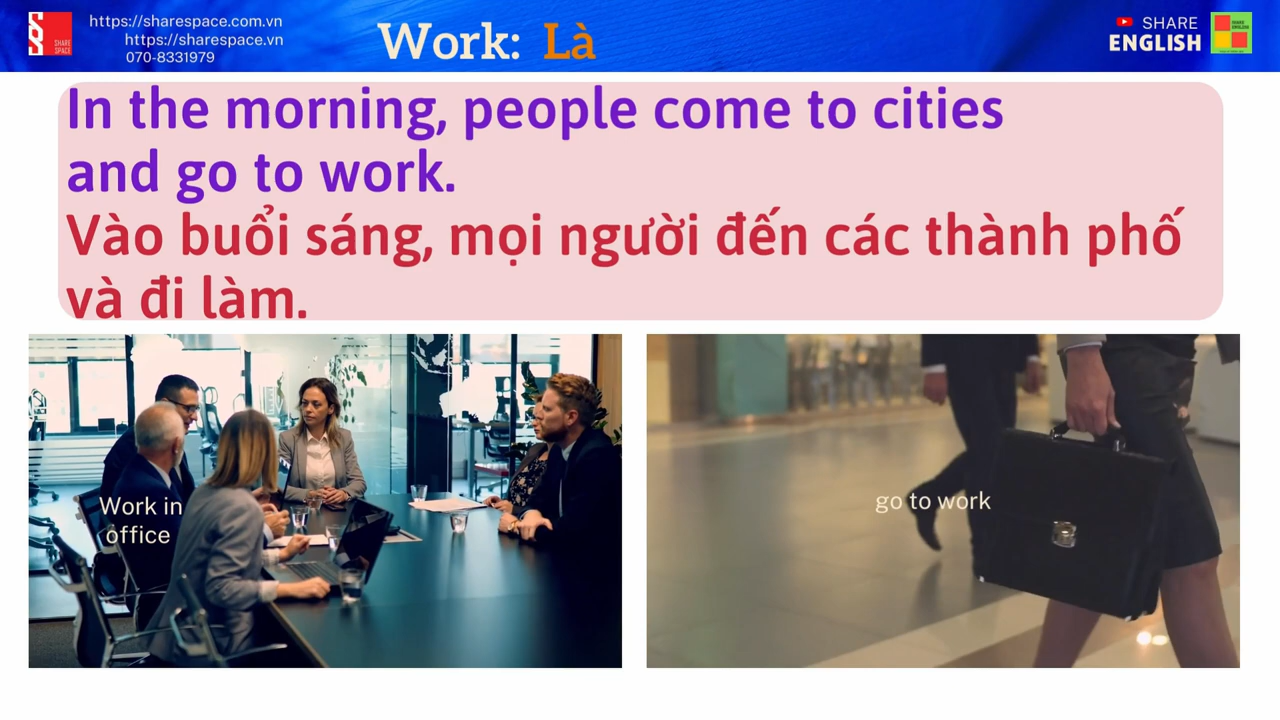 https://sharespace.com.vn
https://sharespace.vn
070-8331979
SHARE
SPACE
Work: Là
SHARE
ENGLISH
In the morning, people come to cities
and go to work.
Vào buổi sáng, mọi người đến các thành phố
và đi làm.
Work in
office
go to work